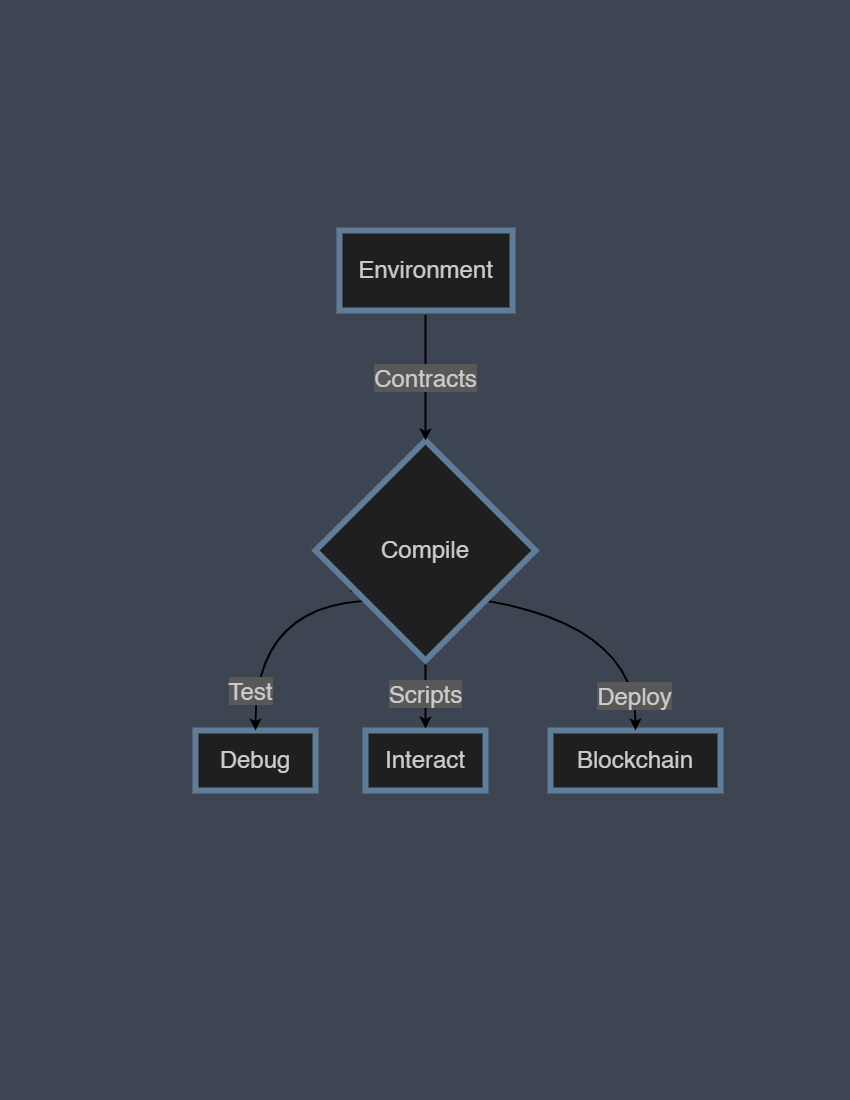 Environment
Contracts
Compile
Test
Scripts
Deploy
Debug
Interact
Blockchain